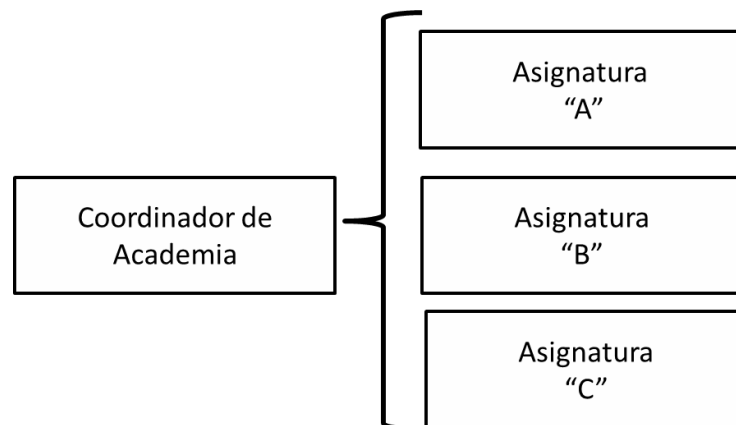 Asignatura
“A”
Coordinador de
Academia
Asignatura
“B”
Asignatura
“C”